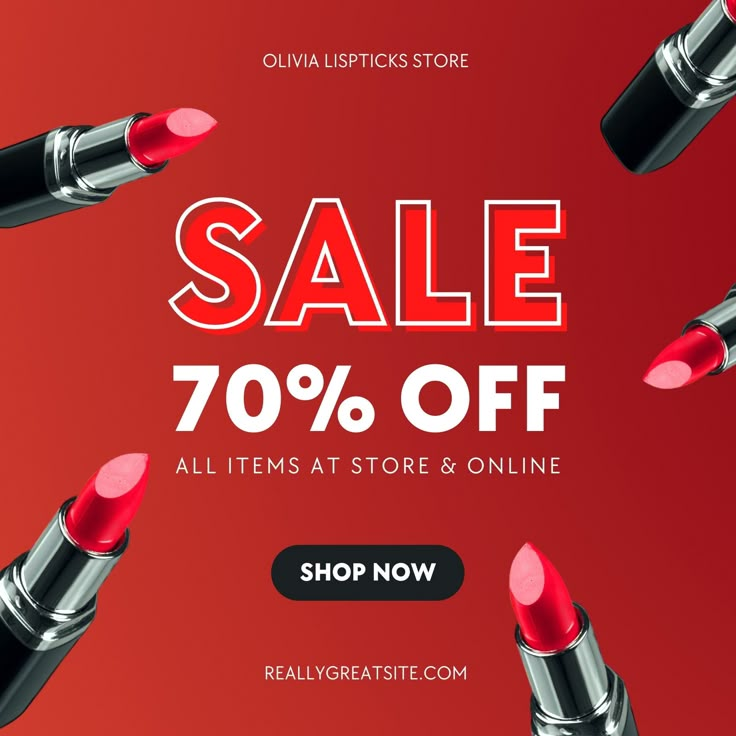 OLIVIA LISPTICKS STORE
SALE
70% OFF
ALL ITEMS AT STORE & ONLINE
SHOP NOW
REALLYGREATSITE.COM